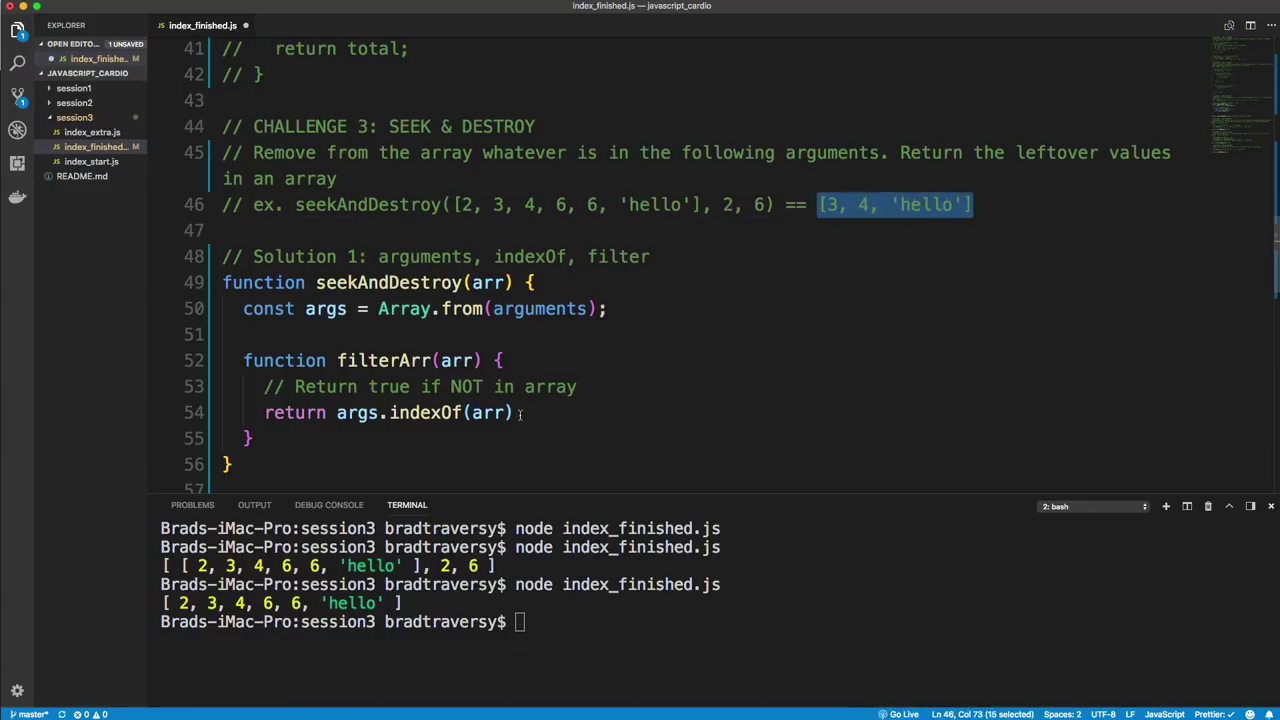 index_finished.js — javascript_cardio
EXPLORER
index_finished.js
OPEN EDITO... 1 UNSAVED
index_finishe...
JAVASCRIPT_CARDIO
session1
session2
session3
index_extra.js
index_finished...
index_start.js
README.md
41 //   return total;
42 // }
43
44 // CHALLENGE 3: SEEK & DESTROY
45 // Remove from the array whatever is in the following arguments. Return the leftover values
in an array
46 // ex. seekAndDestroy([2, 3, 4, 6, 6, 'hello'], 2, 6) == [3, 4, 'hello']
47
48 // Solution 1: arguments, indexOf, filter
49 function seekAndDestroy(arr) {
50   const args = Array.from(arguments);
51
52   function filterArr(arr) {
53     // Return true if NOT in array
54     return args.indexOf(arr)
55   }
56 }
57
PROBLEMS OUTPUT DEBUG CONSOLE TERMINAL 2: bash
Brads-iMac-Pro:session3 bradtraversy$ node index_finished.js
Brads-iMac-Pro:session3 bradtraversy$ node index_finished.js
[ [ 2, 3, 4, 6, 6, 'hello' ], 2, 6 ]
Brads-iMac-Pro:session3 bradtraversy$ node index_finished.js
[ 2, 3, 4, 6, 6, 'hello' ]
Brads-iMac-Pro:session3 bradtraversy$
master* 0 0 Go Live Ln 46, Col 73 (15 selected) Spaces: 2 UTF-8 LF JavaScript Prettier: ✓